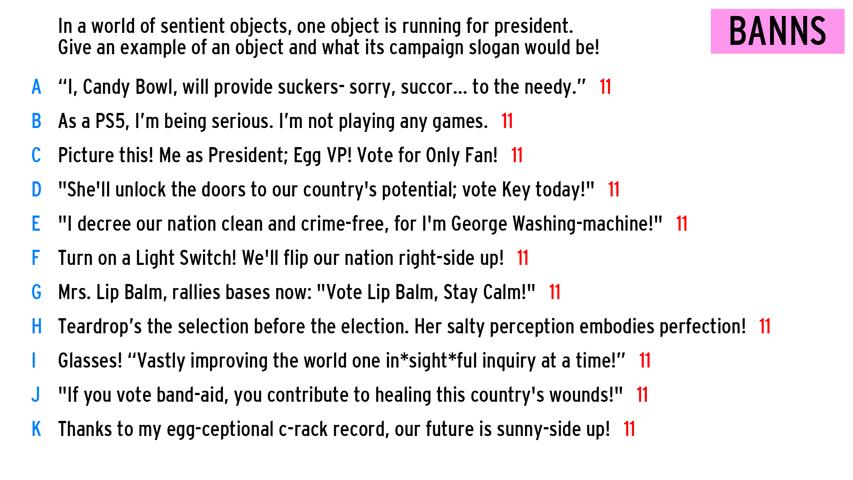 In a world of sentient objects, one object is running for president.
Give an example of an object and what its campaign slogan would be!
BANNS
A “I, Candy Bowl, will provide suckers- sorry, succor... to the needy.” 11
B As a PS5, I’m being serious. I’m not playing any games. 11
C Picture this! Me as President; Egg VP! Vote for Only Fan! 11
D "She'll unlock the doors to our country's potential; vote Key today!" 11
E "I decree our nation clean and crime-free, for I'm George Washing-machine!" 11
F Turn on a Light Switch! We'll flip our nation right-side up! 11
G Mrs. Lip Balm, rallies bases now: "Vote Lip Balm, Stay Calm!" 11
H Teardrop’s the selection before the election. Her salty perception embodies perfection! 11
I Glasses! “Vastly improving the world one in*sight*ful inquiry at a time!” 11
J "If you vote band-aid, you contribute to healing this country's wounds!" 11
K Thanks to my egg-ceptional c-rack record, our future is sunny-side up! 11